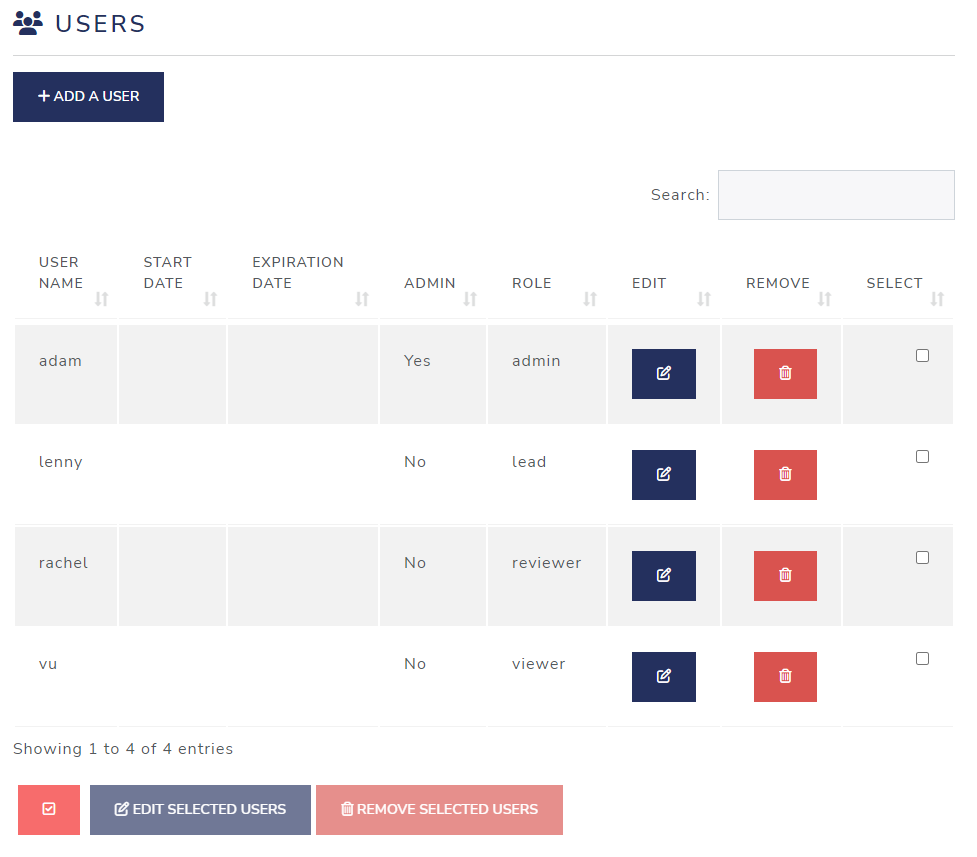 USERS
ADD A USER
Search:
USER NAME START DATE EXPIRATION DATE ADMIN ROLE EDIT REMOVE SELECT
adam Yes admin
lenny No lead
rachel No reviewer
vu No viewer
Showing 1 to 4 of 4 entries
EDIT SELECTED USERS REMOVE SELECTED USERS